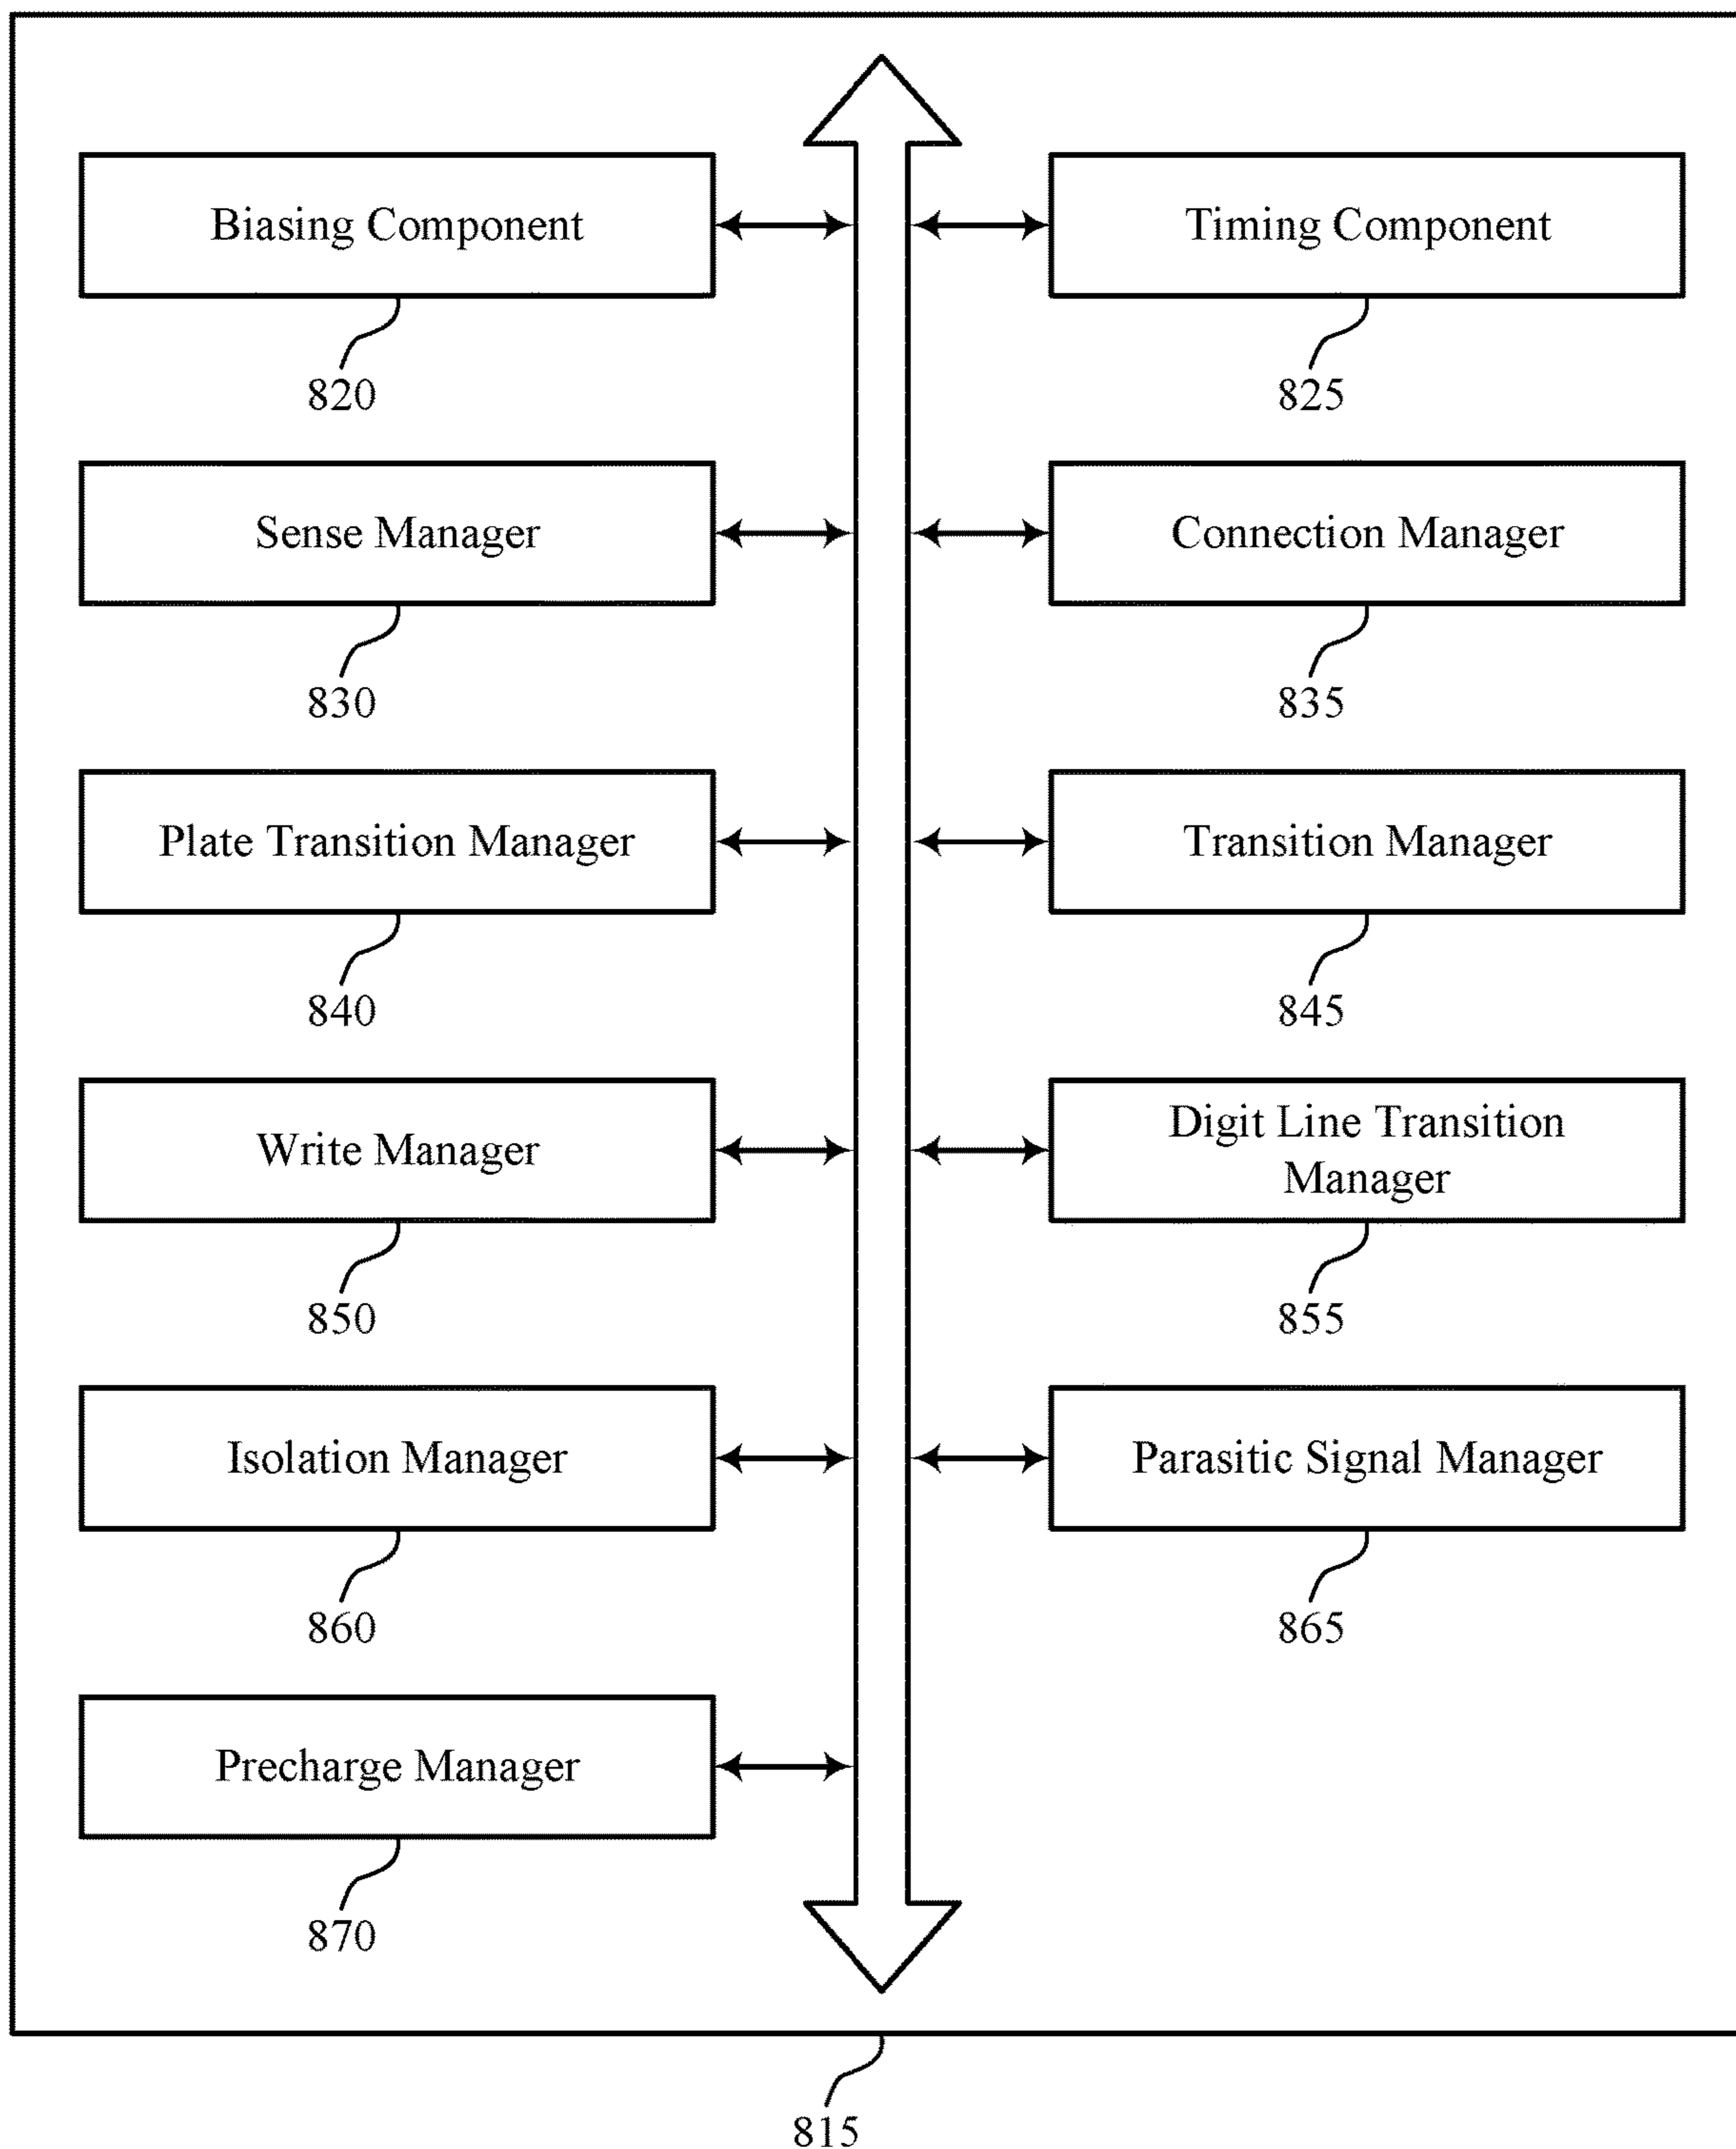 Biasing Component
820
Timing Component
825
Sense Manager
830
Connection Manager
835
Plate Transition Manager
840
Transition Manager
845
Write Manager
850
Digit Line Transition
Manager
855
Isolation Manager
860
Parasitic Signal Manager
865
Precharge Manager
870
815